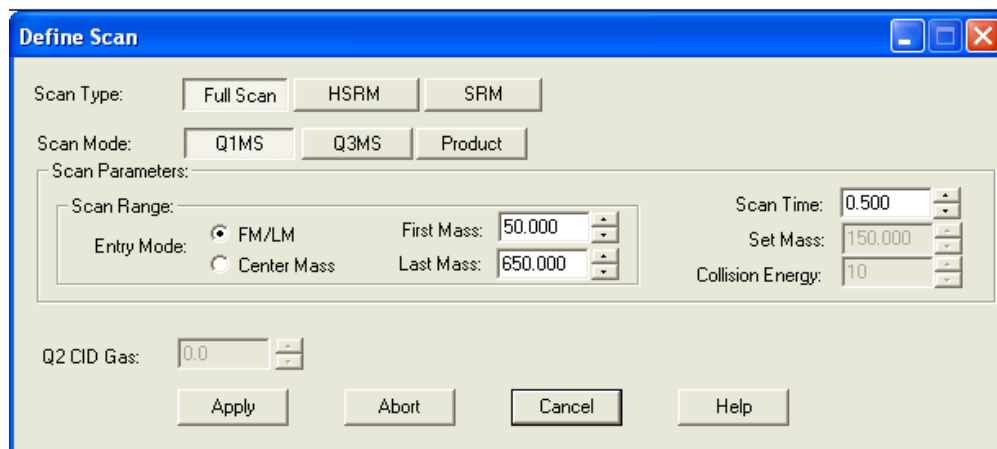 Define Scan
Scan Type: Full Scan HSRM SRM
Scan Mode: Q1MS Q3MS Product
Scan Parameters:
Scan Range:
Entry Mode: FM/LM First Mass: 50.000 Scan Time: 0.500
Center Mass Last Mass: 650.000 Set Mass: 150.000
Collision Energy: 10
Q2 CID Gas: 0.0
Apply Abort Cancel Help